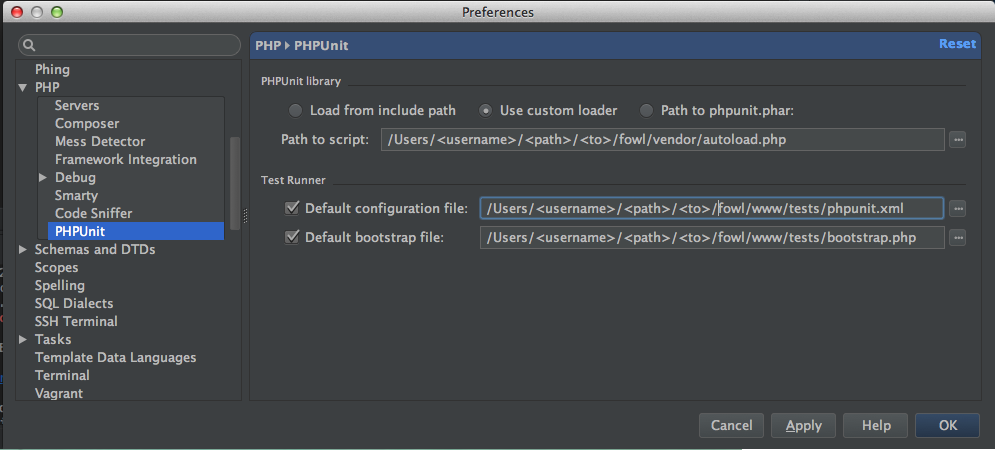 Preferences
PHP ▸ PHPUnit
Reset
Phing
PHP
Servers
Composer
Mess Detector
Framework Integration
Debug
Smarty
Code Sniffer
PHPUnit
Schemas and DTDs
Scopes
Spelling
SQL Dialects
SSH Terminal
Tasks
Template Data Languages
Terminal
Vagrant
PHPUnit library
Load from include path Use custom loader Path to phpunit.phar:
Path to script: /Users/<username>/<path>/<to>/fowl/vendor/autoload.php ...
Test Runner
Default configuration file: /Users/<username>/<path>/<to>/fowl/www/tests/phpunit.xml ...
Default bootstrap file: /Users/<username>/<path>/<to>/fowl/www/tests/bootstrap.php ...
Cancel Apply Help OK